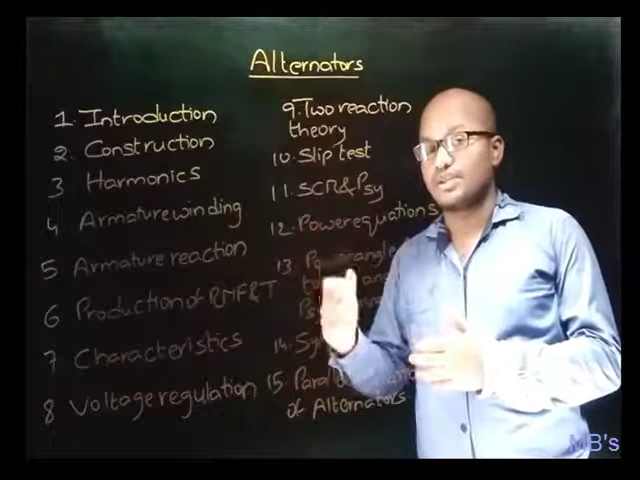 Alternators
1. Introduction
2. Construction
3 Harmonics
4 Armature winding
5 Armature reaction
6 Production of RMF & T
7 Characteristics
8 Voltage regulation
9. Two reaction
theory
10. Slip test
11. SCR & Psy
12. Power equations
13.
14.
15.
of Alternators
MB's